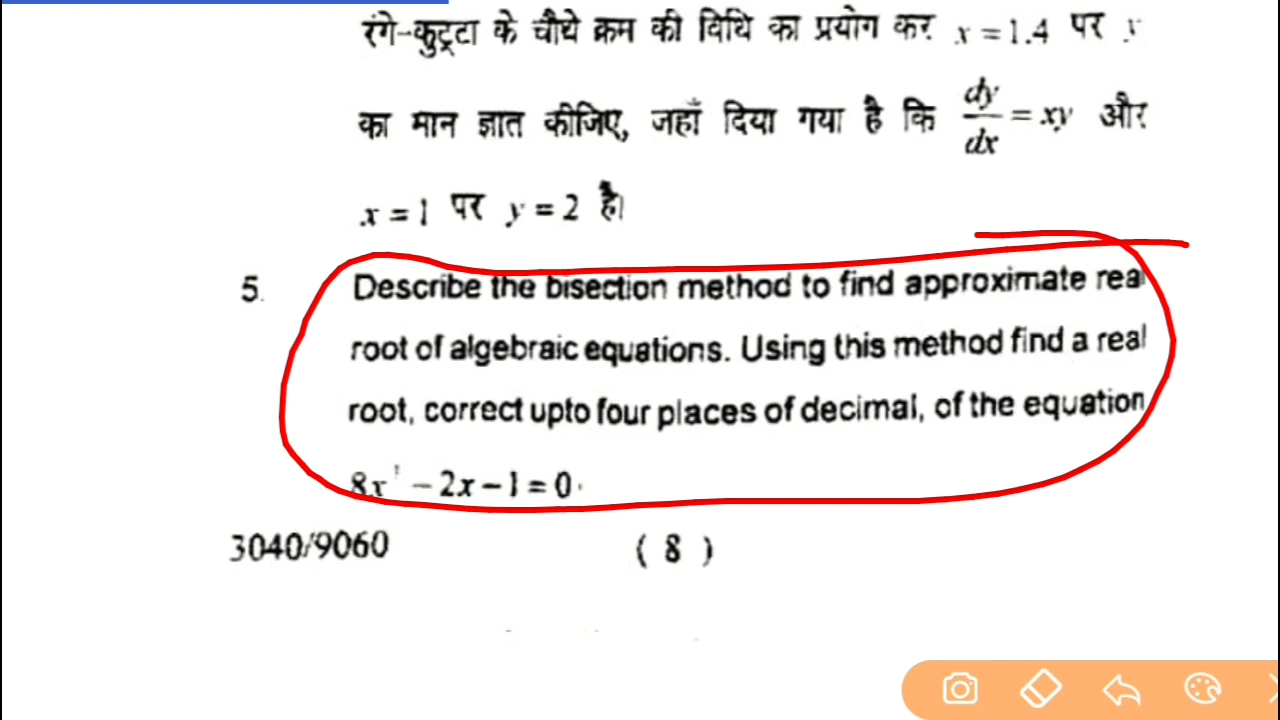 रंगे-कुट्टा के चौथे क्रम की विधि का प्रयोग कर x = 1.4 पर y
का मान ज्ञात कीजिए, जहाँ दिया गया है कि dy/dx = xy और
x = 1 पर y = 2 है।
5. Describe the bisection method to find approximate real
root of algebraic equations. Using this method find a real
root, correct upto four places of decimal, of the equation
− 2x − 1 = 0.
3040/9060 ( 8 )